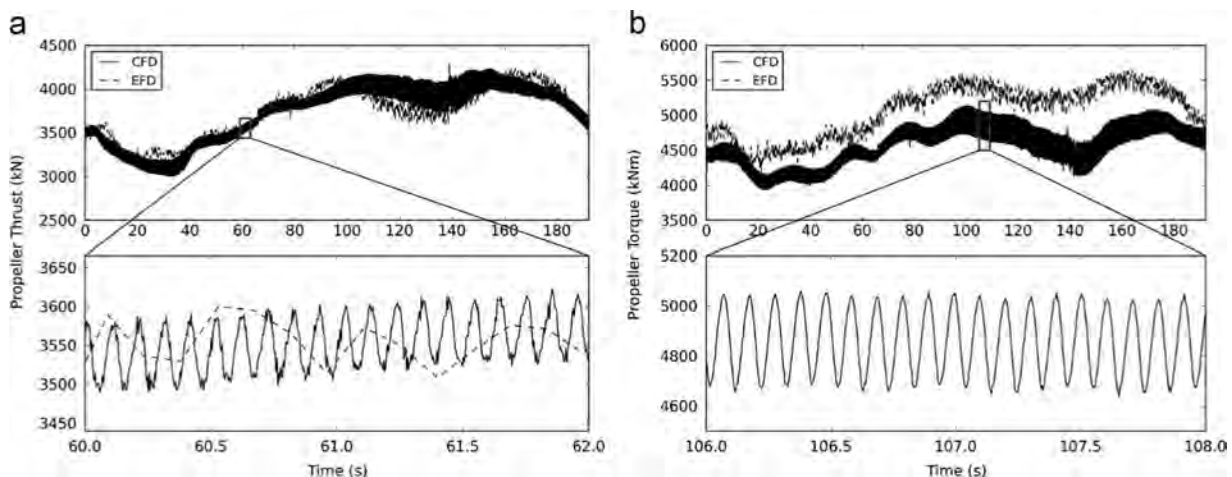 a
4500
4000
3500
3000
2500
Propeller Thrust (kN)
CFD
EFD
0 20 40 60 80 100 120 140 160 180
3650
3600
3550
3500
3450
60.0 60.5 61.0 61.5 62.0
Time (s)
b
6000
5500
5000
4500
4000
3500
Propeller Torque (kNm)
CFD
EFD
0 20 40 60 80 100 120 140 160 180
5200
5000
4800
4600
106.0 106.5 107.0 107.5 108.0
Time (s)